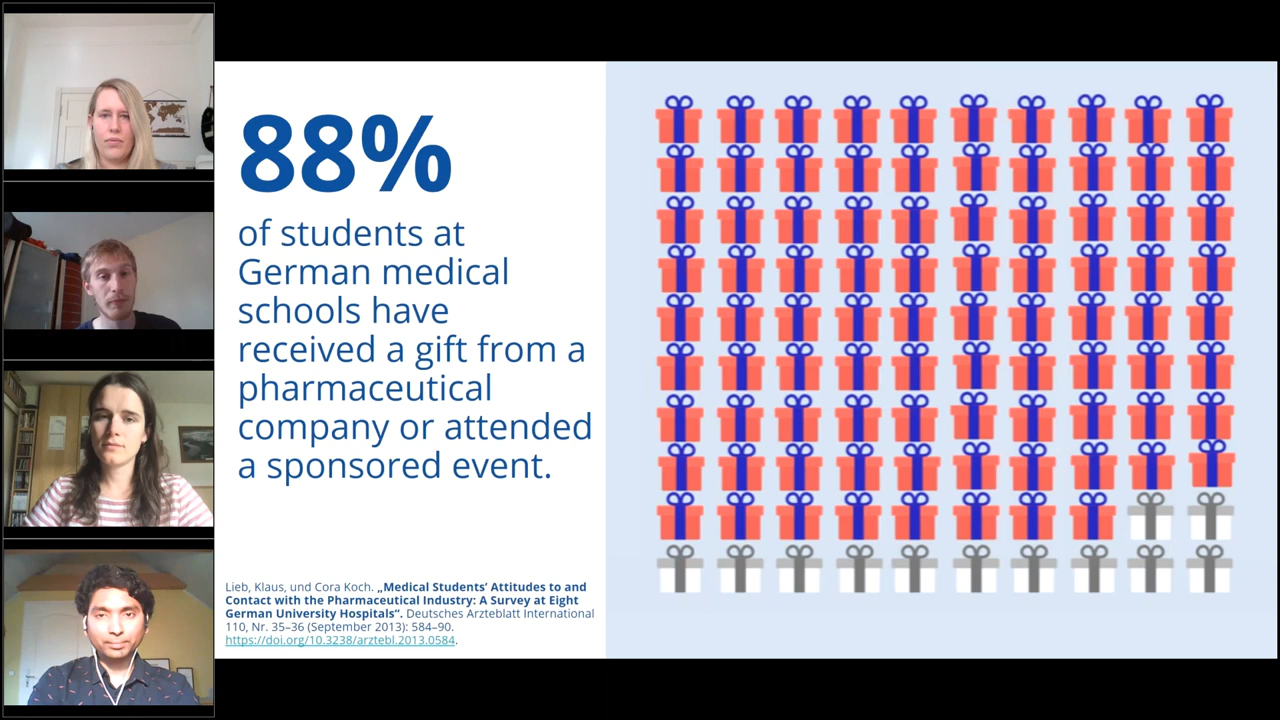 88%
of students at
German medical
schools have
received a gift from a
pharmaceutical
company or attended
a sponsored event.
Lieb, Klaus, und Cora Koch. „Medical Students’ Attitudes to and
Contact with the Pharmaceutical Industry: A Survey at Eight
German University Hospitals“. Deutsches Arzteblatt International
110, Nr. 35–36 (September 2013): 584–90.
https://doi.org/10.3238/arztebl.2013.0584.